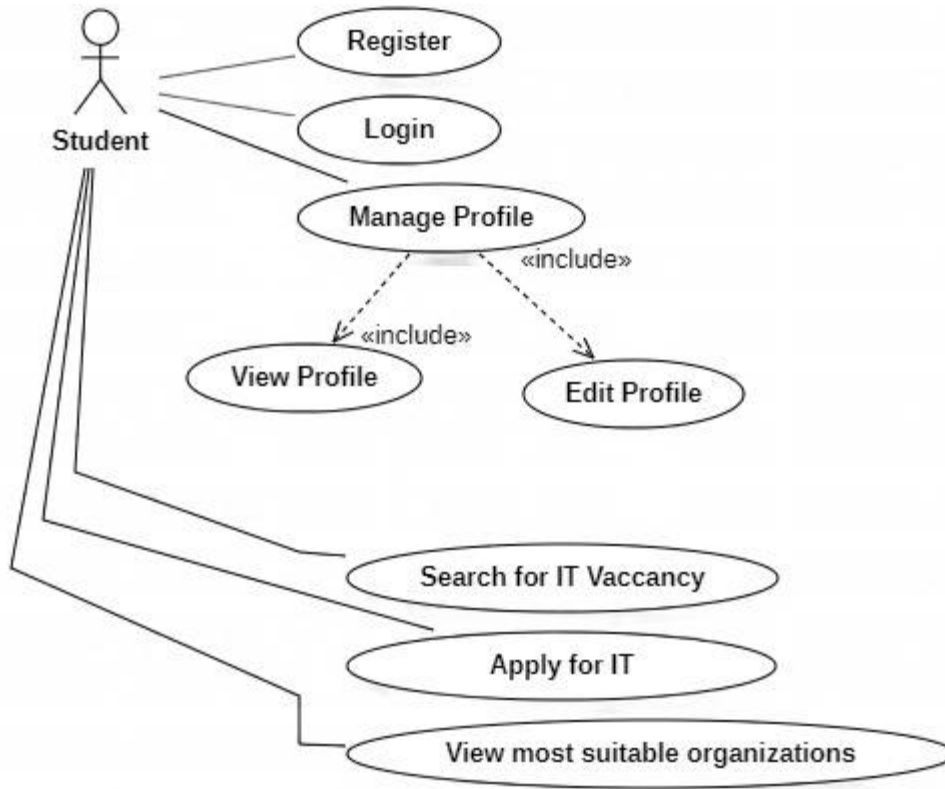 Register
Login
Student
Manage Profile
«include»
«include»
View Profile
Edit Profile
Search for IT Vaccancy
Apply for IT
View most suitable organizations